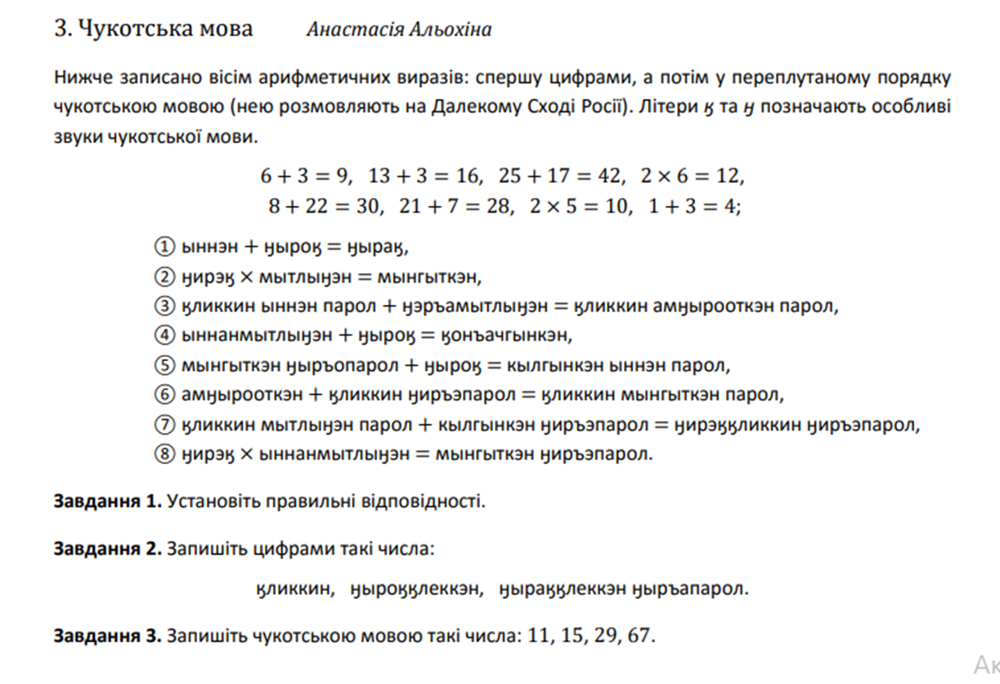 3. Чукотська мова Анастасія Альохіна
Нижче записано вісім арифметичних виразів: спершу цифрами, а потім у переплутаному порядку
чукотською мовою (нею розмовляють на Далекому Сході Росії). Літери ӄ та ӈ позначають особливі
звуки чукотської мови.
6 + 3 = 9, 13 + 3 = 16, 25 + 17 = 42, 2 × 6 = 12,
8 + 22 = 30, 21 + 7 = 28, 2 × 5 = 10, 1 + 3 = 4;
① ыннэн + ӈыроӄ = ӈыраӄ,
② ӈирэӄ × мытлыӈэн = мынгыткэн,
③ ӄликкин ыннэн парол + ӈэръамытлыӈэн = ӄликкин амӈырооткэн парол,
④ ыннанмытлыӈэн + ӈыроӄ = ӄонъачгынкэн,
⑤ мынгыткэн ӈыръопарол + ӈыроӄ = кылгынкэн ыннэн парол,
⑥ амӈырооткэн + ӄликкин ӈиръэпарол = ӄликкин мынгыткэн парол,
⑦ ӄликкин мытлыӈэн парол + кылгынкэн ӈиръэпарол = ӈирэӄӄликкин ӈиръэпарол,
⑧ ӈирэӄ × ыннанмытлыӈэн = мынгыткэн ӈиръэпарол.
Завдання 1. Установіть правильні відповідності.
Завдання 2. Запишіть цифрами такі числа:
ӄликкин, ӈыроӄӄлеккэн, ӈыраӄӄлеккэн ӈыръапарол.
Завдання 3. Запишіть чукотською мовою такі числа: 11, 15, 29, 67.
Ак